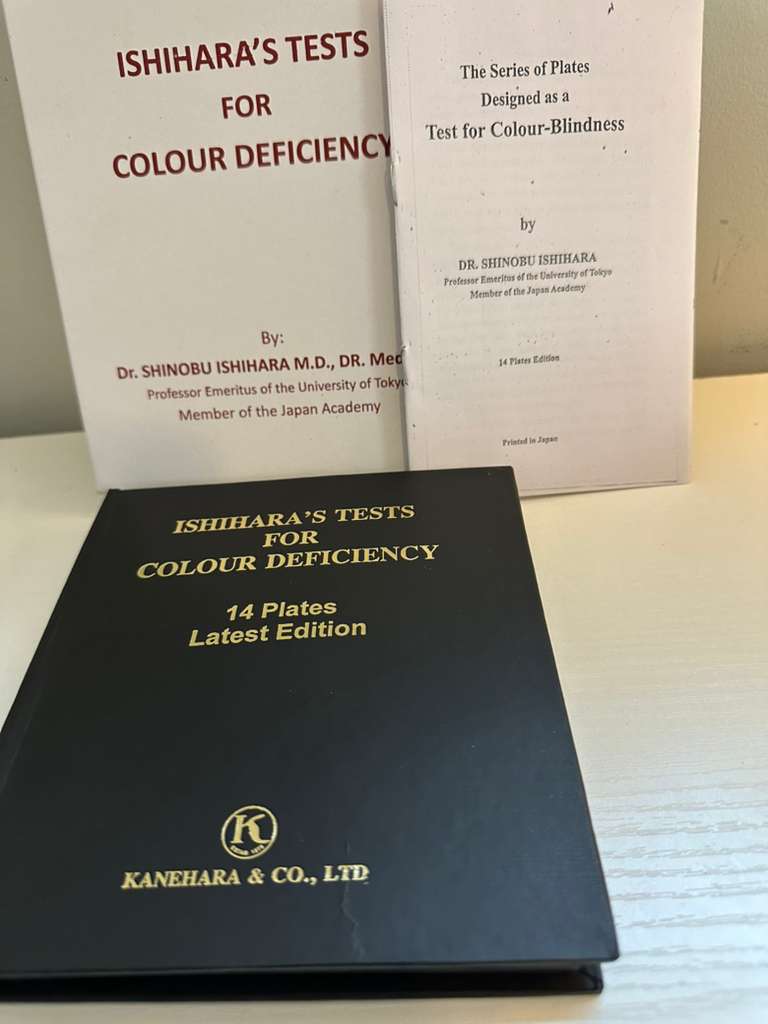 ISHIHARA'S TESTS
FOR
COLOUR DEFICIENCY
By:
Dr. SHINOBU ISHIHARA M.D., DR. Med
Professor Emeritus of the University of Tokyo
Member of the Japan Academy
The Series of Plates
Designed as a
Test for Colour-Blindness
by
DR. SHINOBU ISHIHARA
Professor Emeritus of the University of Tokyo
Member of the Japan Academy
14 Plates Edition
Printed in Japan
ISHIHARA'S TESTS
FOR
COLOUR DEFICIENCY
14 Plates
Latest Edition
K
KANEHARA & CO., LTD